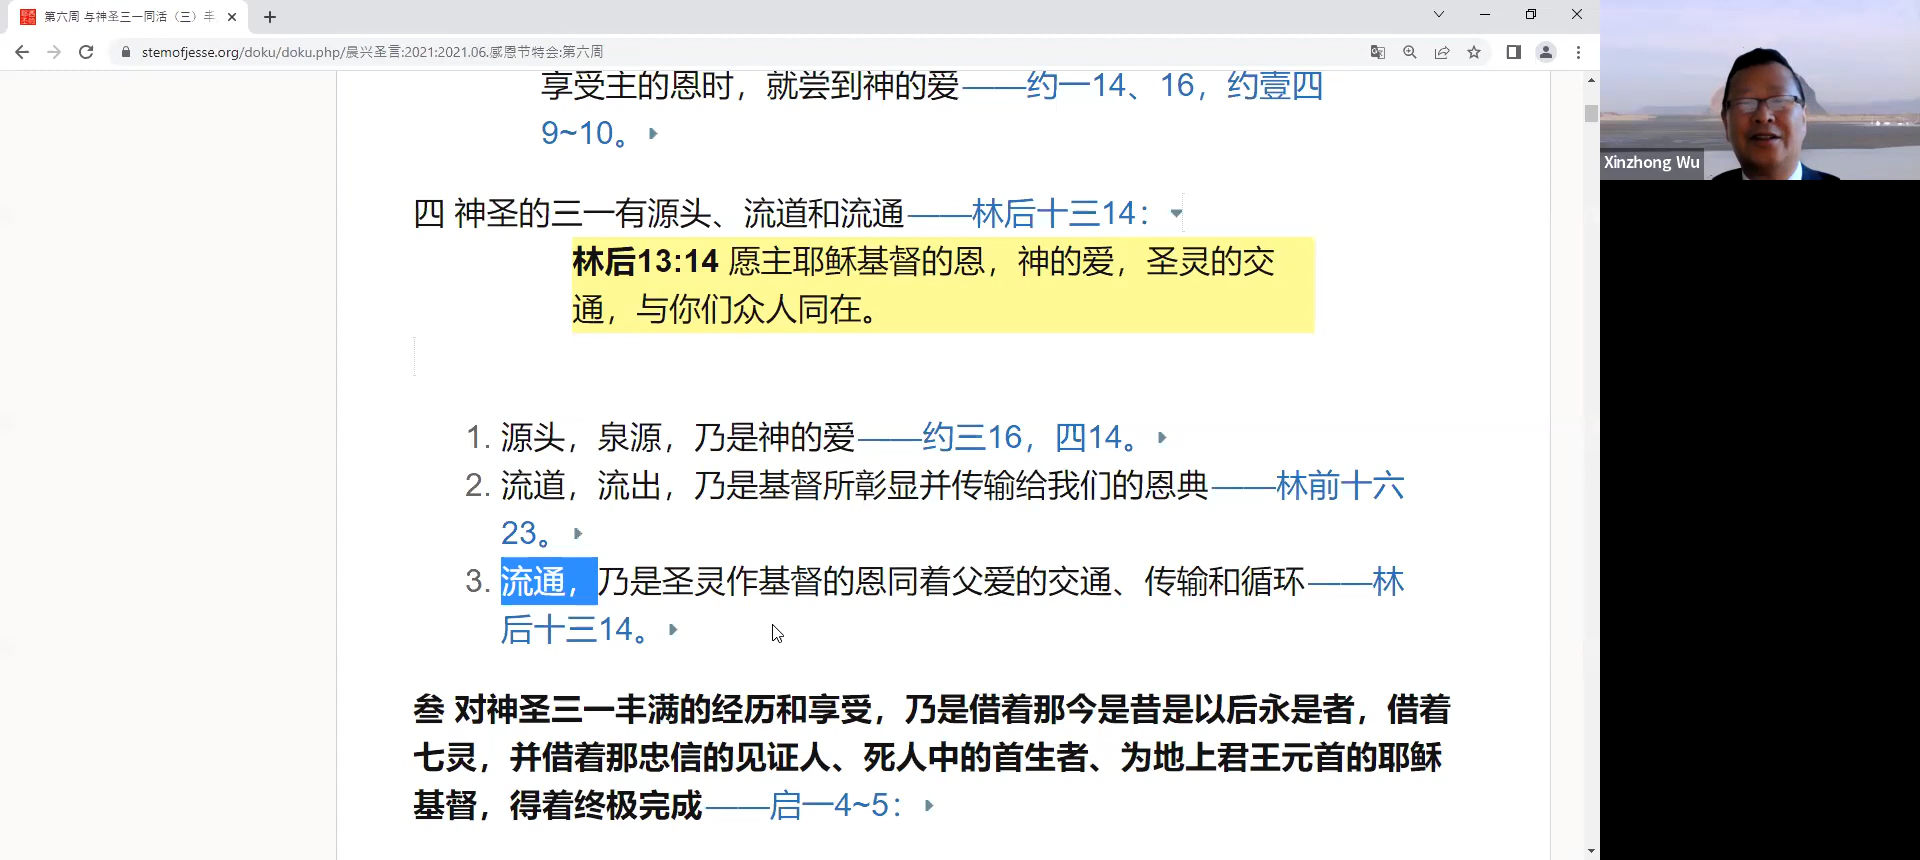 第六周 与神圣三一同活（三）丰
stemofjesse.org/doku/doku.php/晨兴圣言:2021:2021.06.感恩节特会:第六周
享受主的恩时，就尝到神的爱——约一14、16，约壹四
9~10。
四 神圣的三一有源头、流道和流通——林后十三14：
林后13:14 愿主耶稣基督的恩，神的爱，圣灵的交
通，与你们众人同在。
1. 源头，泉源，乃是神的爱——约三16，四14。
2. 流道，流出，乃是基督所彰显并传输给我们的恩典——林前十六
23。
3. 流通，乃是圣灵作基督的恩同着父爱的交通、传输和循环——林
后十三14。
叁 对神圣三一丰满的经历和享受，乃是借着那今是昔是以后永是者，借着
七灵，并借着那忠信的见证人、死人中的首生者、为地上君王元首的耶稣
基督，得着终极完成——启一4~5：
Xinzhong Wu